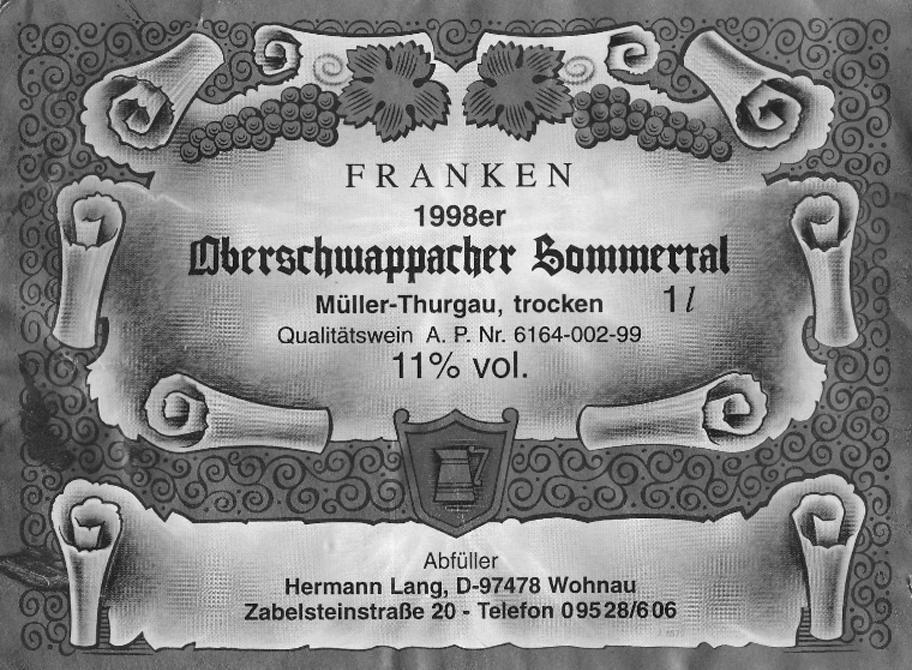 FRANKEN
1998er
Oberschwappacher Sommertal
Müller-Thurgau, trocken 1 l
Qualitätswein A. P. Nr. 6164-002-99
11% vol.
Abfüller
Hermann Lang, D-97478 Wohnau
Zabelsteinstraße 20 - Telefon 09528/606